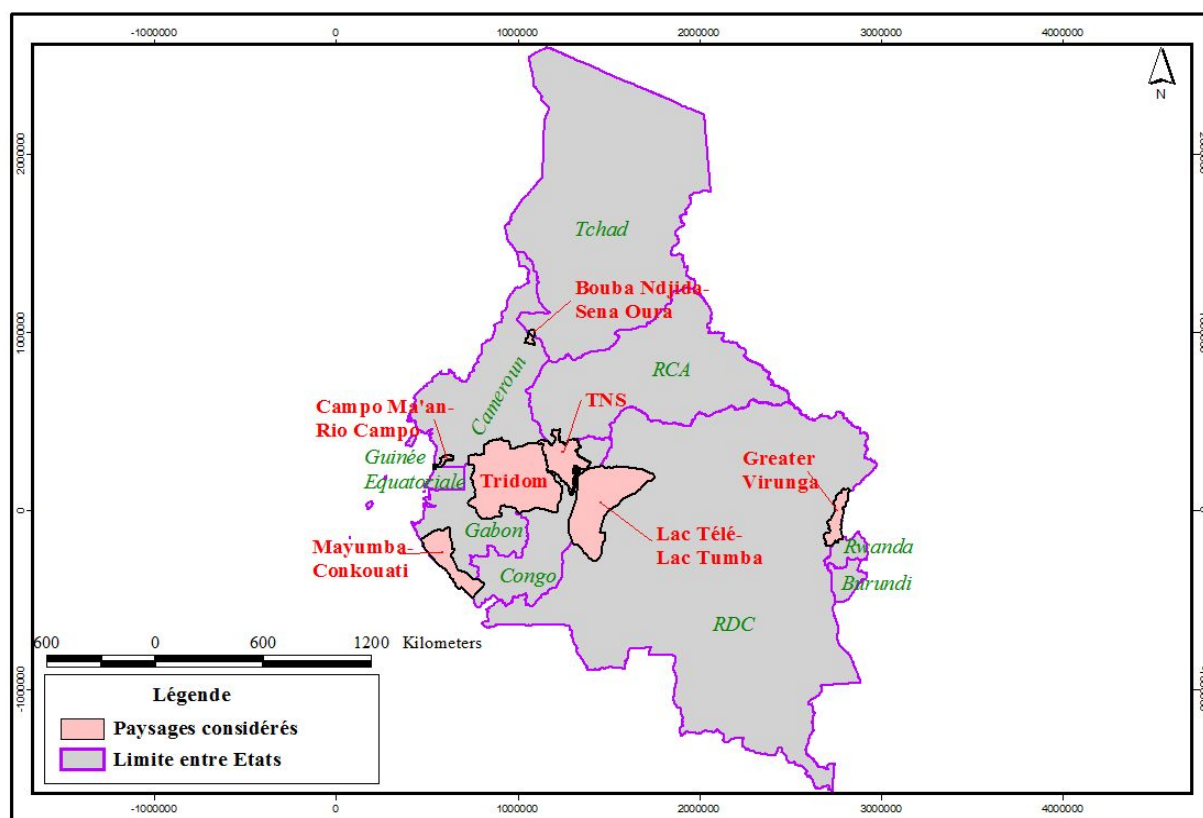 -1000000 0 1000000 2000000 3000000 4000000
N
2000000
Tchad
Bouba Ndjida-
Sena Oura
1000000
RCA
Cameroun
Campo Ma'an-
Rio Campo
TNS
Guinée
Equatoriale
Greater
Virunga
Tridom
0 0
Gabon
Lac Télé-
Lac Tumba
Mayumba-
Conkouati
Rwanda
Congo
Burundi
RDC
600 0 600 1200 Kilometers
Légende
Paysages considérés
Limite entre Etats
-1000000 0 1000000 2000000 3000000 4000000